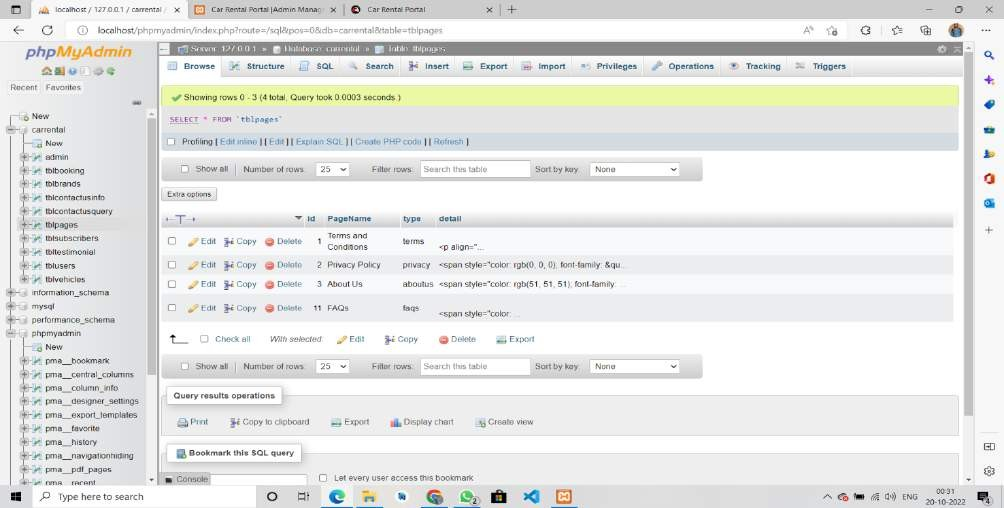 localhost / 127.0.0.1 / carrental /
Car Rental Portal |Admin Manag
Car Rental Portal
localhost/phpmyadmin/index.php?route=/sql&pos=0&db=carrental&table=tblpages
phpMyAdmin
Recent Favorites
New
carrental
New
admin
tblbooking
tblbrands
tblcontactusinfo
tblcontactusquery
tblpages
tblsubscribers
tbltestimonial
tblusers
tblvehicles
information_schema
mysql
performance_schema
phpmyadmin
New
pma__bookmark
pma__central_columns
pma__column_info
pma__designer_settings
pma__export_templates
pma__favorite
pma__history
pma__navigationhiding
pma__pdf_pages
pma__recent
Server: 127.0.0.1 » Database: carrental » Table: tblpages
Browse Structure SQL Search Insert Export Import Privileges Operations Tracking Triggers
Showing rows 0 - 3 (4 total, Query took 0.0003 seconds.)
SELECT * FROM `tblpages`
Profiling [ Edit inline ] [ Edit ] [ Explain SQL ] [ Create PHP code ] [ Refresh ]
Show all Number of rows: 25 Filter rows: Search this table Sort by key: None
Extra options
id PageName type detail
Edit Copy Delete 1 Terms and Conditions terms <p align="...
Edit Copy Delete 2 Privacy Policy privacy <span style="color: rgb(0, 0, 0); font-family: &qu...
Edit Copy Delete 3 About Us aboutus <span style="color: rgb(51, 51, 51); font-family: ...
Edit Copy Delete 11 FAQs faqs <span style="color: ...
Check all With selected: Edit Copy Delete Export
Show all Number of rows: 25 Filter rows: Search this table Sort by key: None
Query results operations
Print Copy to clipboard Export Display chart Create view
Bookmark this SQL query
Console
Let every user access this bookmark
Type here to search
2
ENG
00:31
20-10-2022
4